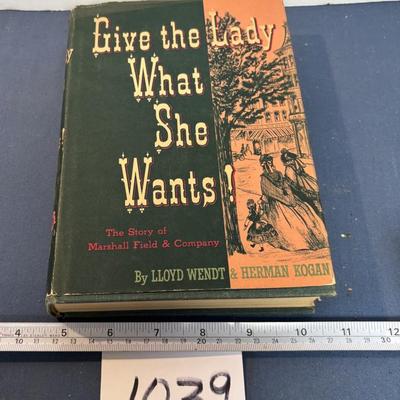 Give the Lady
What
She
Wants!
The Story of
Marshall Field & Company
By LLOYD WENDT & HERMAN KOGAN
4 5 6 7 8 9 10 11 12
1039